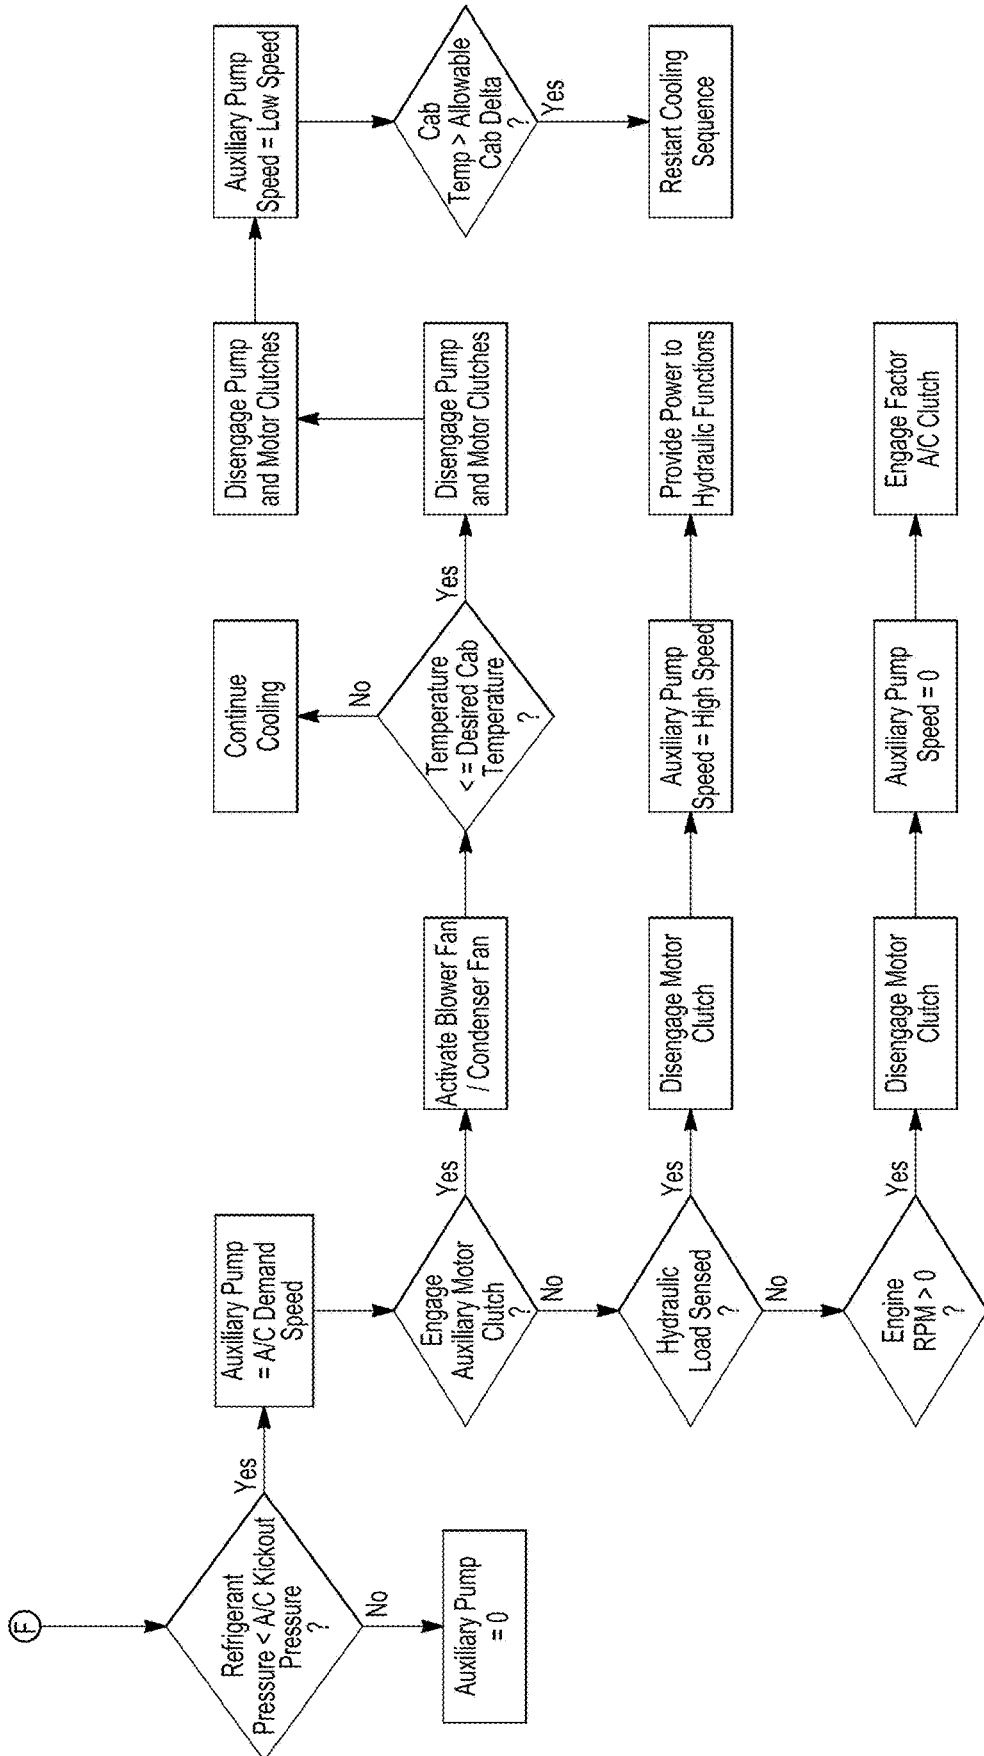 F
Refrigerant
Pressure < A/C Kickout
Pressure
?
Yes
No
Auxiliary Pump
= 0
Auxiliary Pump
= A/C Demand
Speed
Engage
Auxiliary Motor
Clutch
?
Yes
No
Activate Blower Fan
/ Condenser Fan
Temperature
< = Desired Cab
Temperature
?
No
Yes
Continue
Cooling
Disengage Pump
and Motor Clutches
Disengage Pump
and Motor Clutches
Auxiliary Pump
Speed = Low Speed
Cab
Temp > Allowable
Cab Delta
?
Yes
Restart Cooling
Sequence
Hydraulic
Load Sensed
?
Yes
No
Disengage Motor
Clutch
Auxiliary Pump
Speed = High Speed
Provide Power to
Hydraulic Functions
Engine
RPM > 0
?
Yes
Disengage Motor
Clutch
Auxiliary Pump
Speed = 0
Engage Factor
A/C Clutch